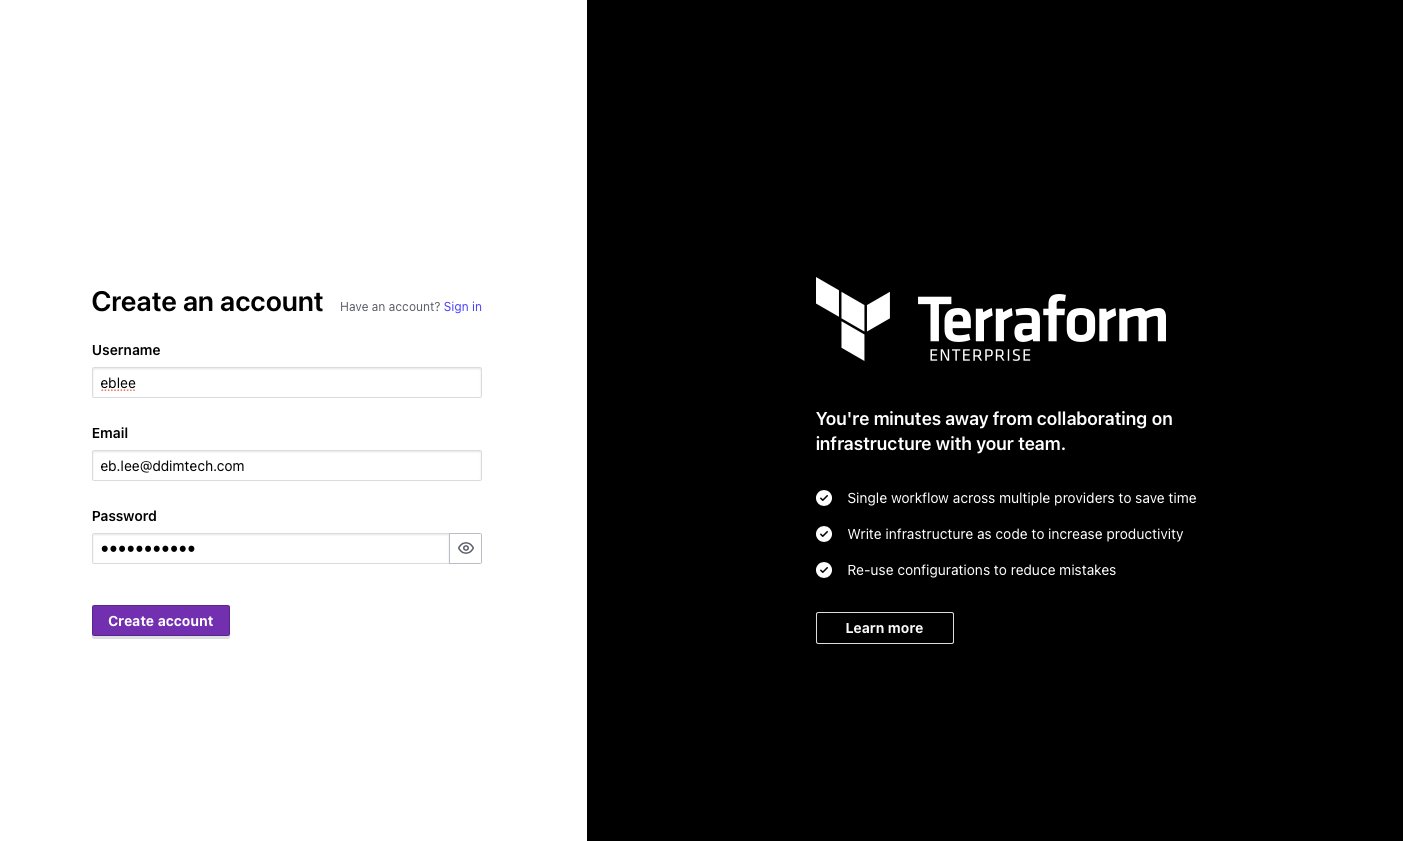 Create an account
Have an account? Sign in
Username
eblee
Email
eb.lee@ddimtech.com
Password
•••••••••••
Create account
Terraform
ENTERPRISE
You're minutes away from collaborating on
infrastructure with your team.
Single workflow across multiple providers to save time
Write infrastructure as code to increase productivity
Re-use configurations to reduce mistakes
Learn more